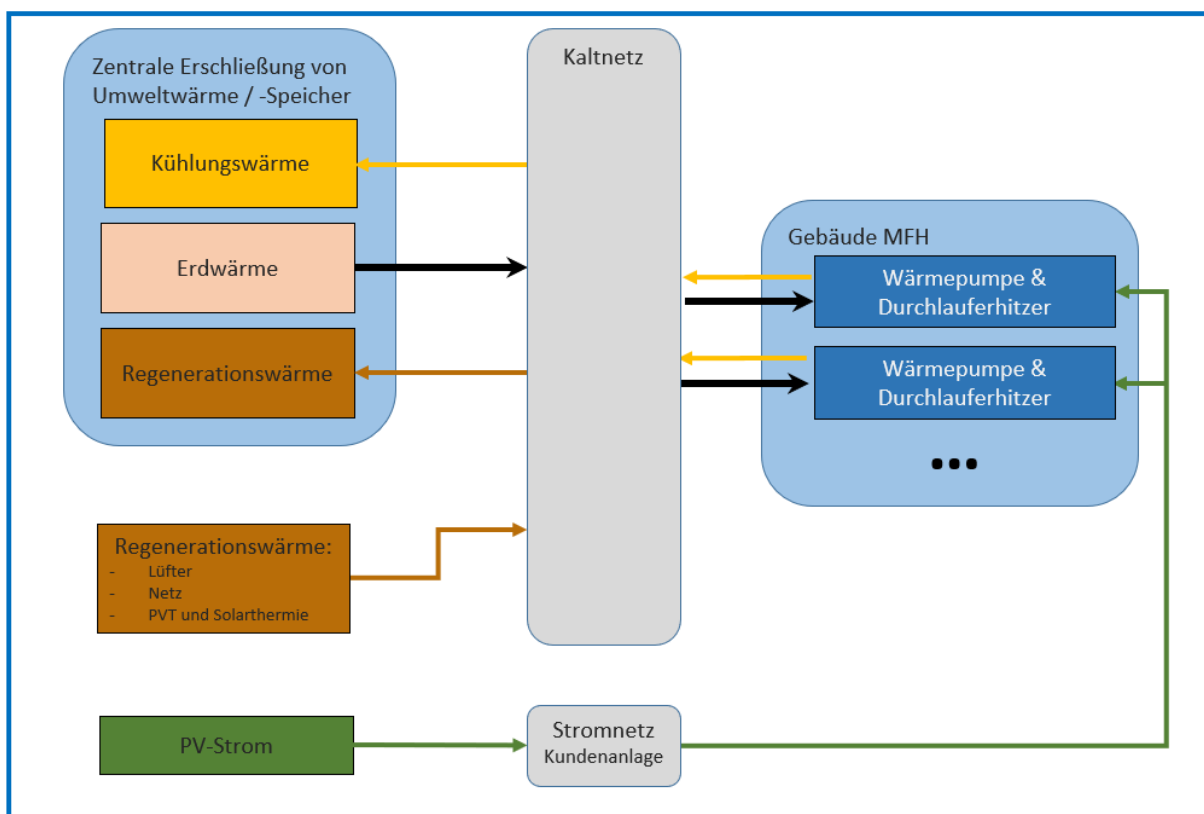 Zentrale Erschließung von
Umweltwärme / -Speicher
Kühlungswärme
Erdwärme
Regenerationswärme
Kaltnetz
Gebäude MFH
Wärmepumpe &
Durchlauferhitzer
Wärmepumpe &
Durchlauferhitzer
...
Regenerationswärme:
- Lüfter
- Netz
- PVT und Solarthermie
PV-Strom
Stromnetz
Kundenanlage